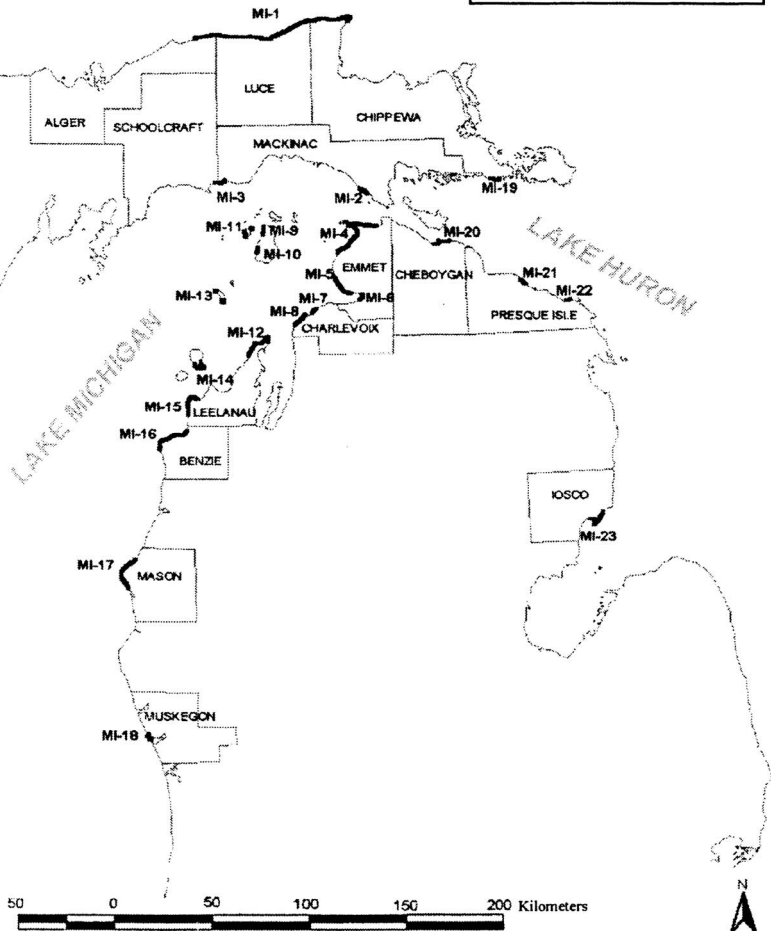 MI-1
LUCE
ALGER
SCHOOLCRAFT
CHIPPEWA
MACKINAC
MI-3
MI-2
MI-19
MI-11
MI-9
MI-4
MI-20
LAKE HURON
MI-10
MI-5
EMMET
CHEBOYGAN
MI-21
MI-13
MI-7
MI-6
MI-22
MI-8
PRESQUE ISLE
CHARLEVOIX
MI-12
LAKE MICHIGAN
MI-14
MI-15
LEELANAU
MI-16
BENZIE
IOSCO
MI-23
MI-17
MASON
MUSKEGON
MI-18
50 0 50 100 150 200 Kilometers
N